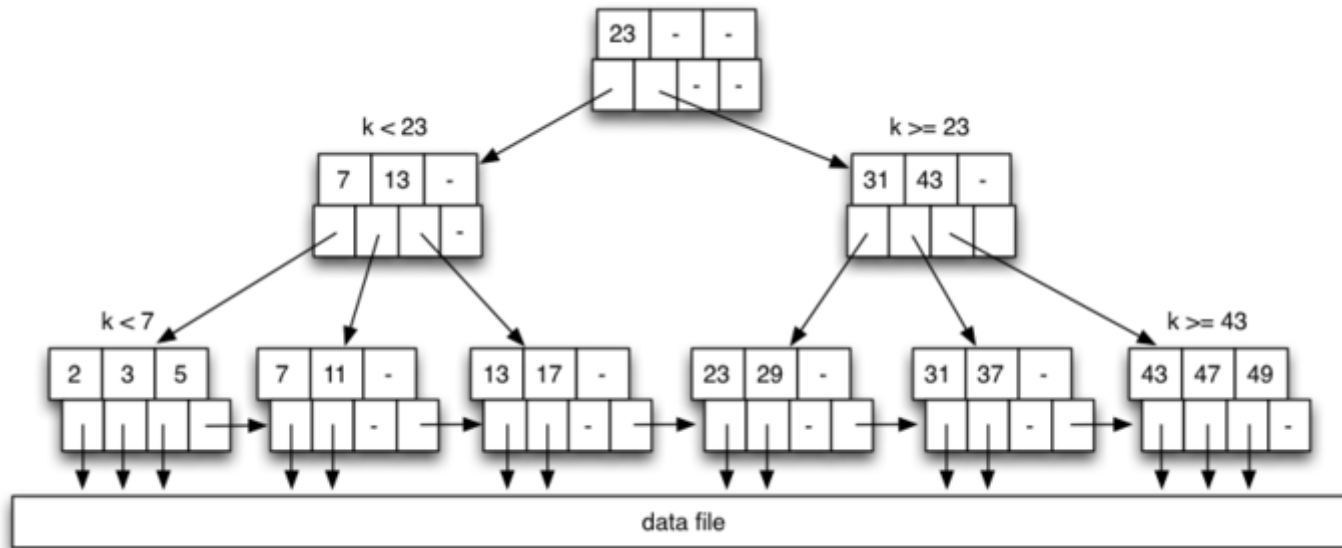 23 - -
- -
k < 23 k >= 23
7 13 - 31 43 -
-
k < 7 k >= 43
2 3 5 7 11 - 13 17 - 23 29 - 31 37 - 43 47 49
- - - - -
data file